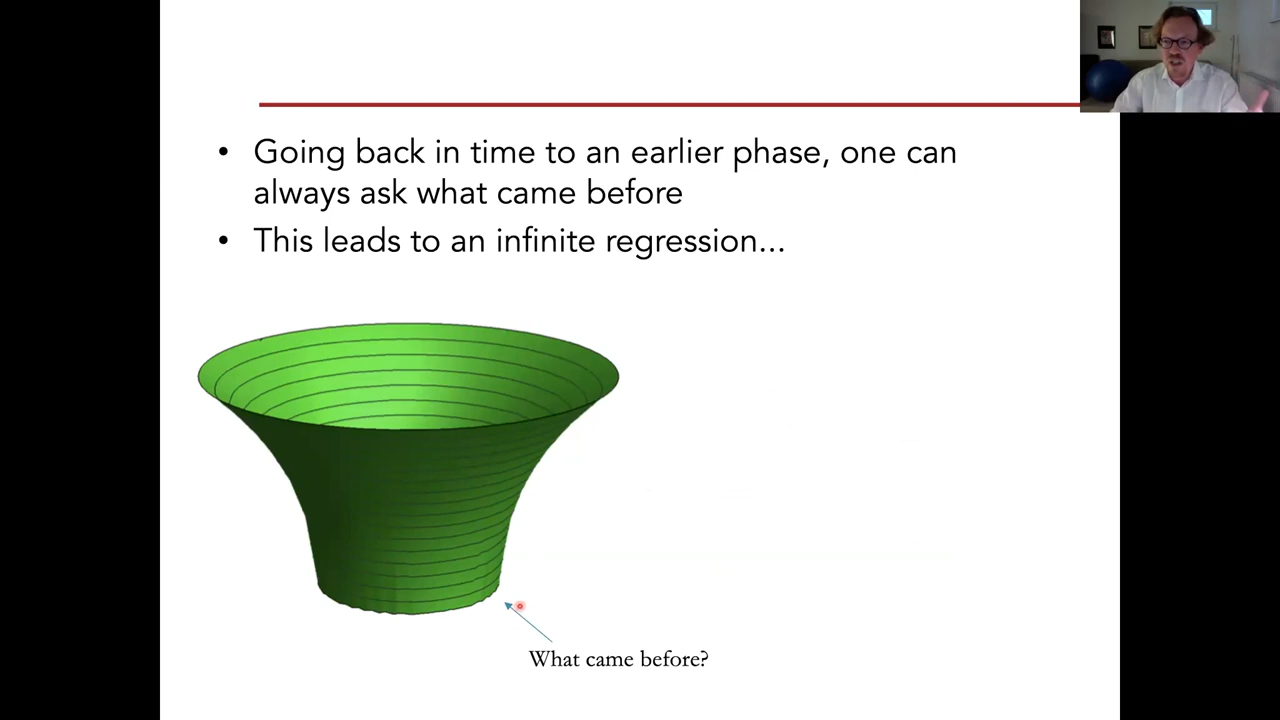 • Going back in time to an earlier phase, one can
always ask what came before
• This leads to an infinite regression...
What came before?